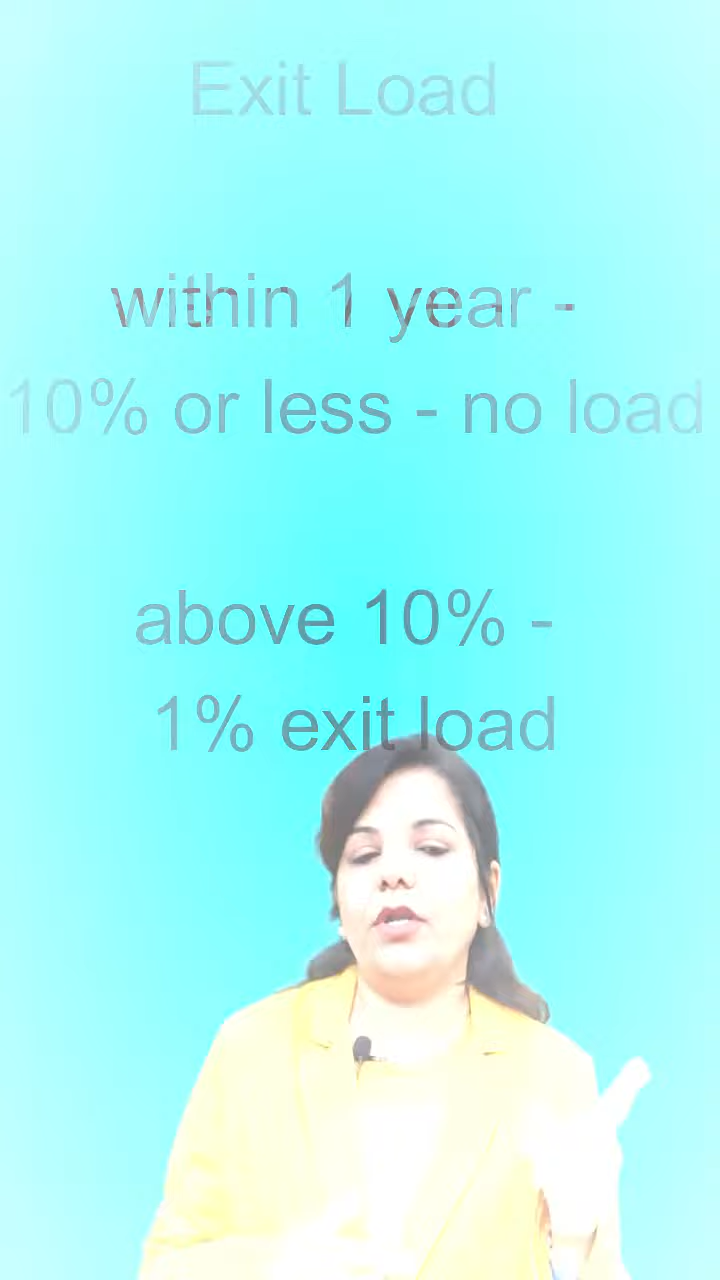 Exit Load
within 1 year -
10% or less - no load
above 10% -
1% exit load